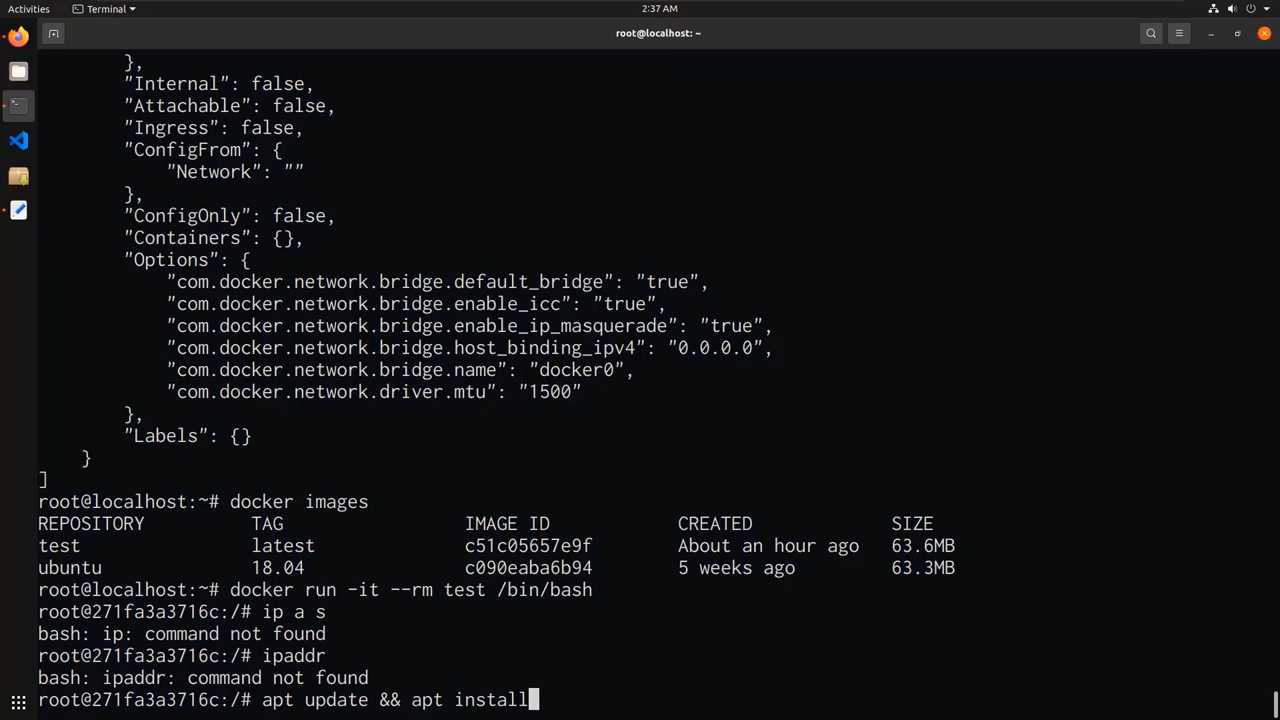 Activities
Terminal
2:37 AM
root@localhost: ~
},
"Internal": false,
"Attachable": false,
"Ingress": false,
"ConfigFrom": {
"Network": ""
},
"ConfigOnly": false,
"Containers": {},
"Options": {
"com.docker.network.bridge.default_bridge": "true",
"com.docker.network.bridge.enable_icc": "true",
"com.docker.network.bridge.enable_ip_masquerade": "true",
"com.docker.network.bridge.host_binding_ipv4": "0.0.0.0",
"com.docker.network.bridge.name": "docker0",
"com.docker.network.driver.mtu": "1500"
},
"Labels": {}
}
]
root@localhost:~# docker images
REPOSITORY TAG IMAGE ID CREATED SIZE
test latest c51c05657e9f About an hour ago 63.6MB
ubuntu 18.04 c090eaba6b94 5 weeks ago 63.3MB
root@localhost:~# docker run -it --rm test /bin/bash
root@271fa3a3716c:/# ip a s
bash: ip: command not found
root@271fa3a3716c:/# ipaddr
bash: ipaddr: command not found
root@271fa3a3716c:/# apt update && apt install